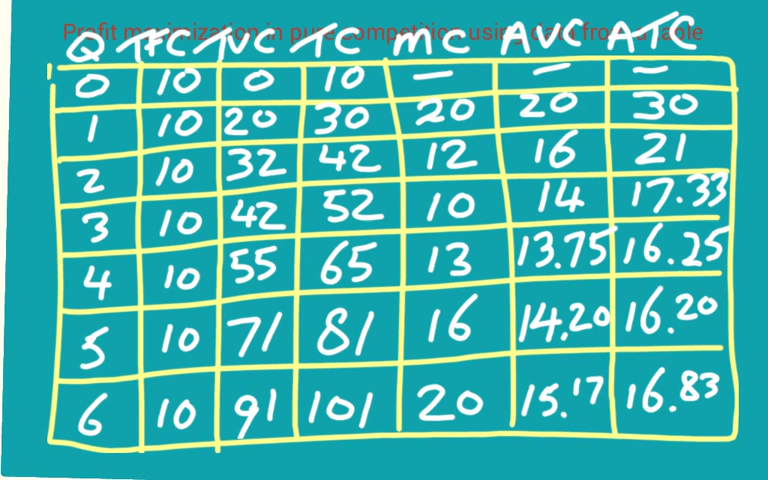 Profit maximization in pure competition using data from a table
Q TFC TVC TC MC AVC ATC
0 10 0 10 — — —
1 10 20 30 20 20 30
2 10 32 42 12 16 21
3 10 42 52 10 14 17.33
4 10 55 65 13 13.75 16.25
5 10 71 81 16 14.20 16.20
6 10 91 101 20 15.17 16.83